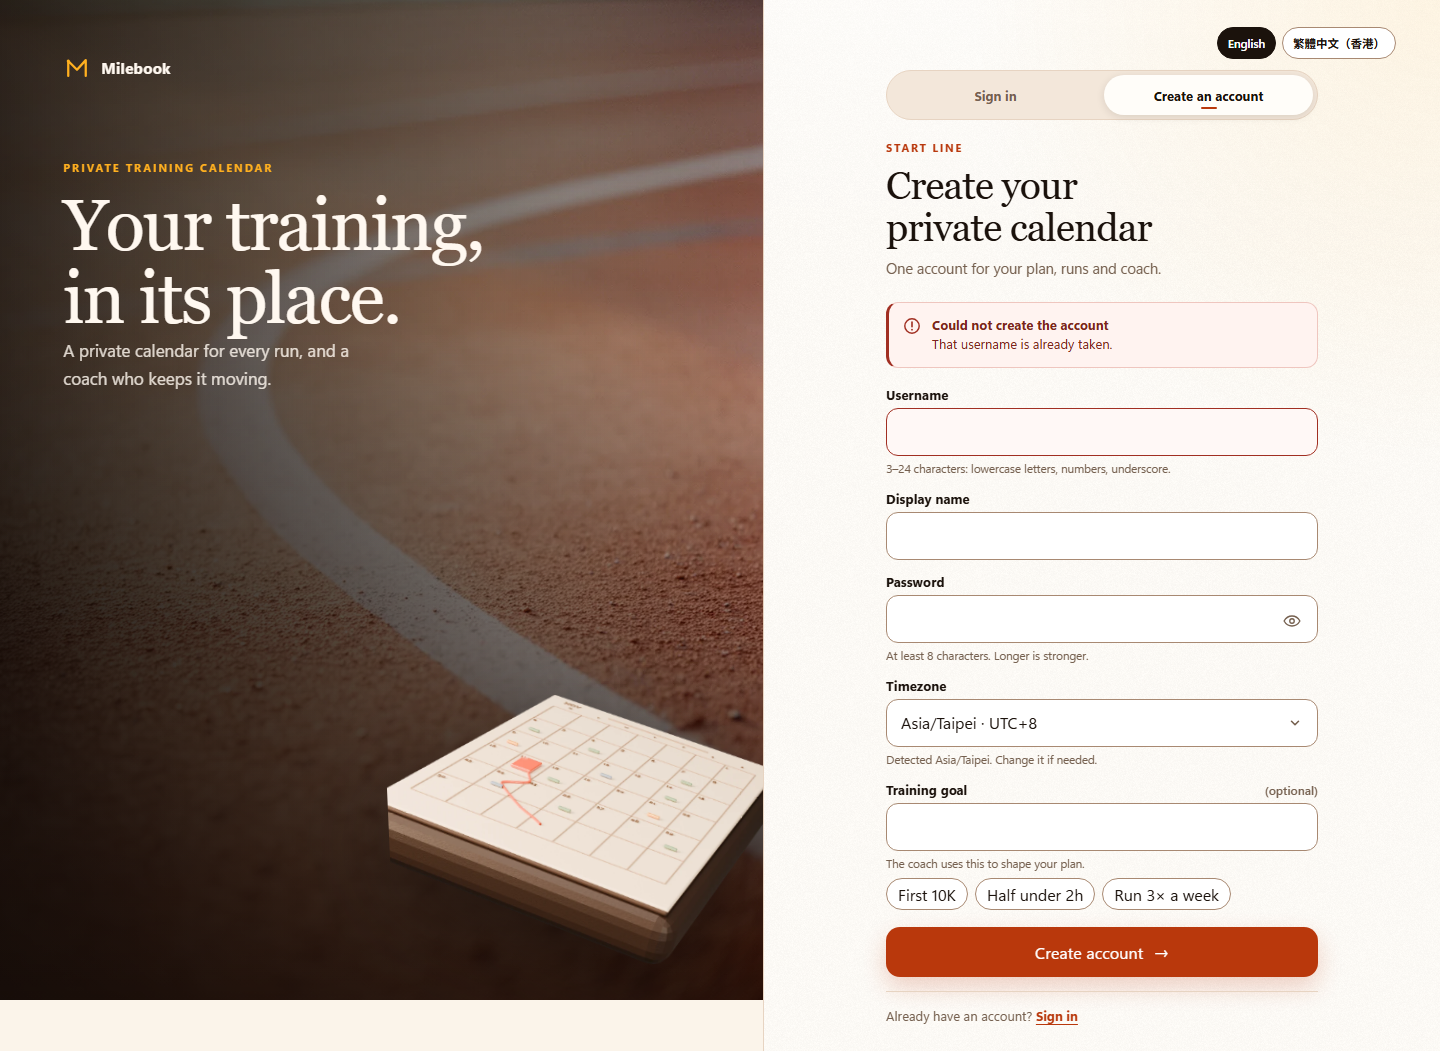 Milebook
PRIVATE TRAINING CALENDAR
Your training,
in its place.
A private calendar for every run, and a
coach who keeps it moving.
English
繁體中文（香港）
Sign in
Create an account
START LINE
Create your
private calendar
One account for your plan, runs and coach.
Could not create the account
That username is already taken.
Username
3–24 characters: lowercase letters, numbers, underscore.
Display name
Password
At least 8 characters. Longer is stronger.
Timezone
Asia/Taipei · UTC+8
Detected Asia/Taipei. Change it if needed.
Training goal
(optional)
The coach uses this to shape your plan.
First 10K
Half under 2h
Run 3× a week
Create account →
Already have an account? Sign in